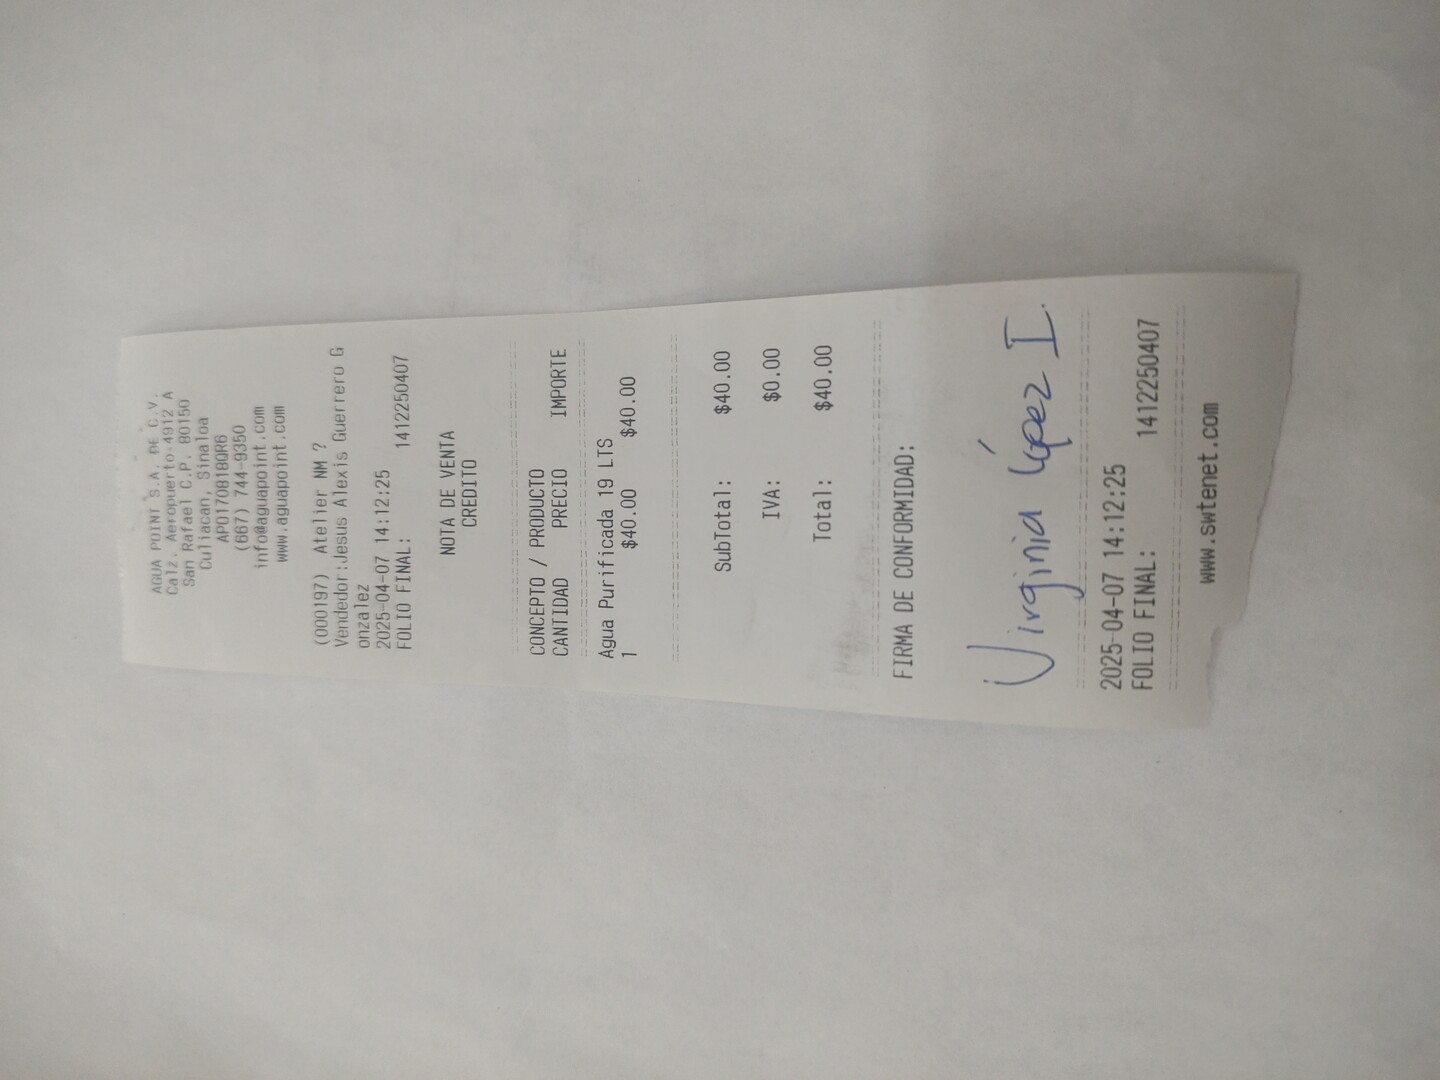 AGUA POINT S.A. DE C.V.
Calz. Aeropuerto 4912 A
San Rafael C.P. 80150
Culiacan, Sinaloa
APO170818QR6
(667) 744-9350
info@aguapoint.com
www.aguapoint.com
(000197) Atelier NM ?
Vendedor:Jesus Alexis Guerrero G
onzalez
2025-04-07 14:12:25
FOLIO FINAL: 1412250407
NOTA DE VENTA
CREDITO
CONCEPTO / PRODUCTO
CANTIDAD PRECIO IMPORTE
Agua Purificada 19 LTS
1 $40.00 $40.00
SubTotal: $40.00
IVA: $0.00
Total: $40.00
FIRMA DE CONFORMIDAD:
Virginia López I.
2025-04-07 14:12:25
FOLIO FINAL: 1412250407
www.swtenet.com